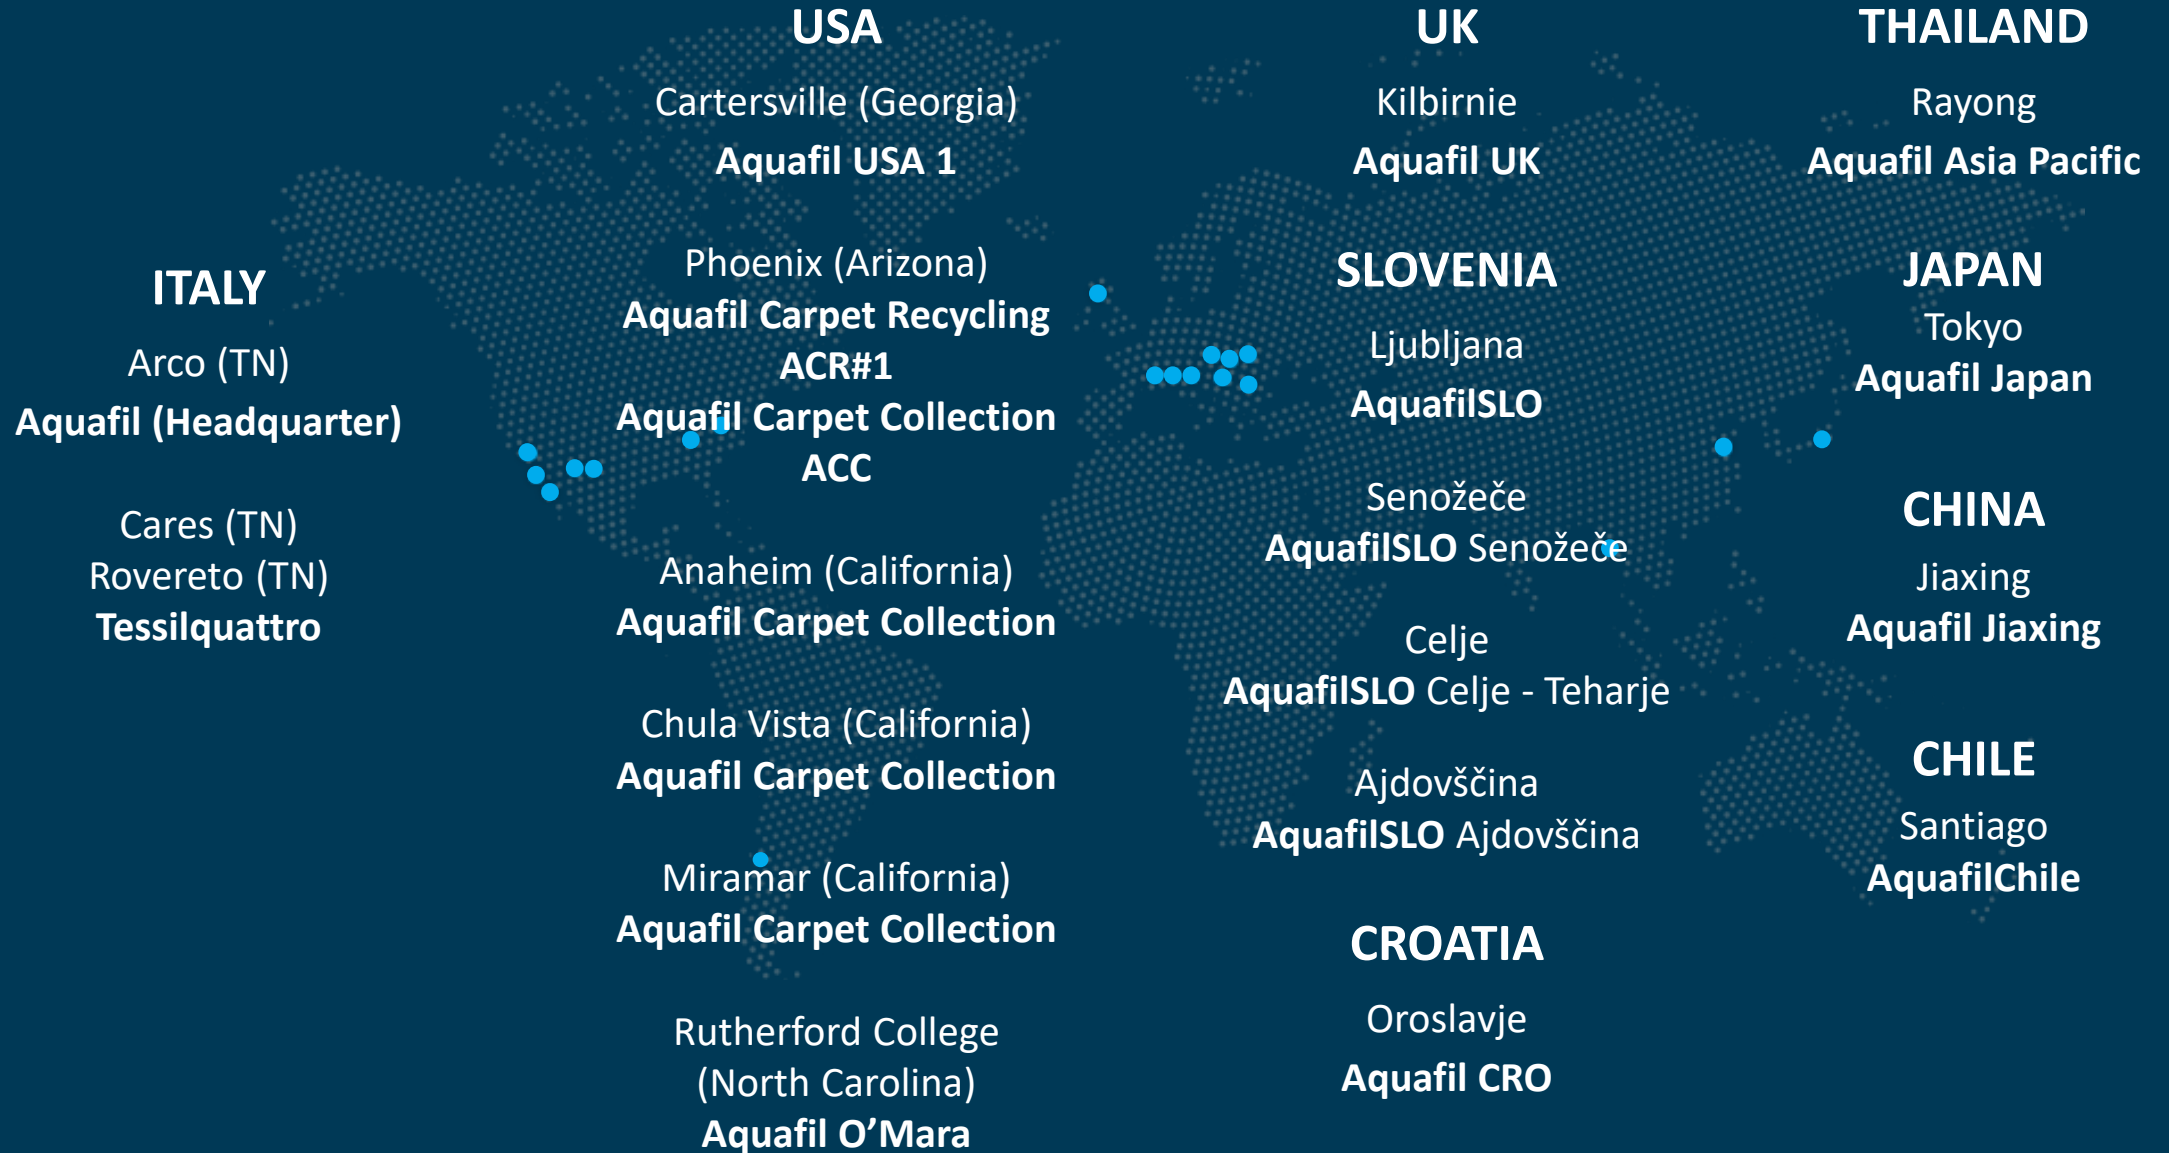 ITALY
Arco (TN)
Aquafil (Headquarter)
Cares (TN)
Rovereto (TN)
Tessilquattro
USA
Cartersville (Georgia)
Aquafil USA 1
Phoenix (Arizona)
Aquafil Carpet Recycling
ACR#1
Aquafil Carpet Collection
ACC
Anaheim (California)
Aquafil Carpet Collection
Chula Vista (California)
Aquafil Carpet Collection
Miramar (California)
Aquafil Carpet Collection
Rutherford College
(North Carolina)
Aquafil O’Mara
UK
Kilbirnie
Aquafil UK
SLOVENIA
Ljubljana
AquafilSLO
Senožeče
AquafilSLO Senožeče
Celje
AquafilSLO Celje - Teharje
Ajdovščina
AquafilSLO Ajdovščina
CROATIA
Oroslavje
Aquafil CRO
THAILAND
Rayong
Aquafil Asia Pacific
JAPAN
Tokyo
Aquafil Japan
CHINA
Jiaxing
Aquafil Jiaxing
CHILE
Santiago
AquafilChile